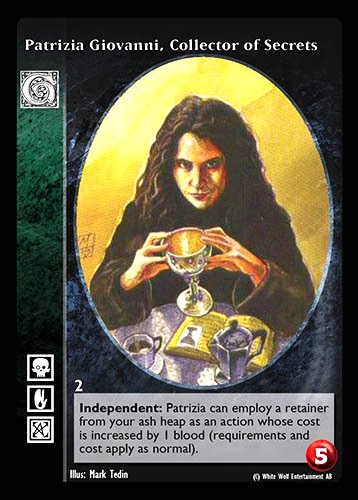 Patrizia Giovanni, Collector of Secrets
2
Independent: Patrizia can employ a retainer
from your ash heap as an action whose cost
is increased by 1 blood (requirements and
cost apply as normal).
5
Illus: Mark Tedin
(C) White Wolf Entertainment AB